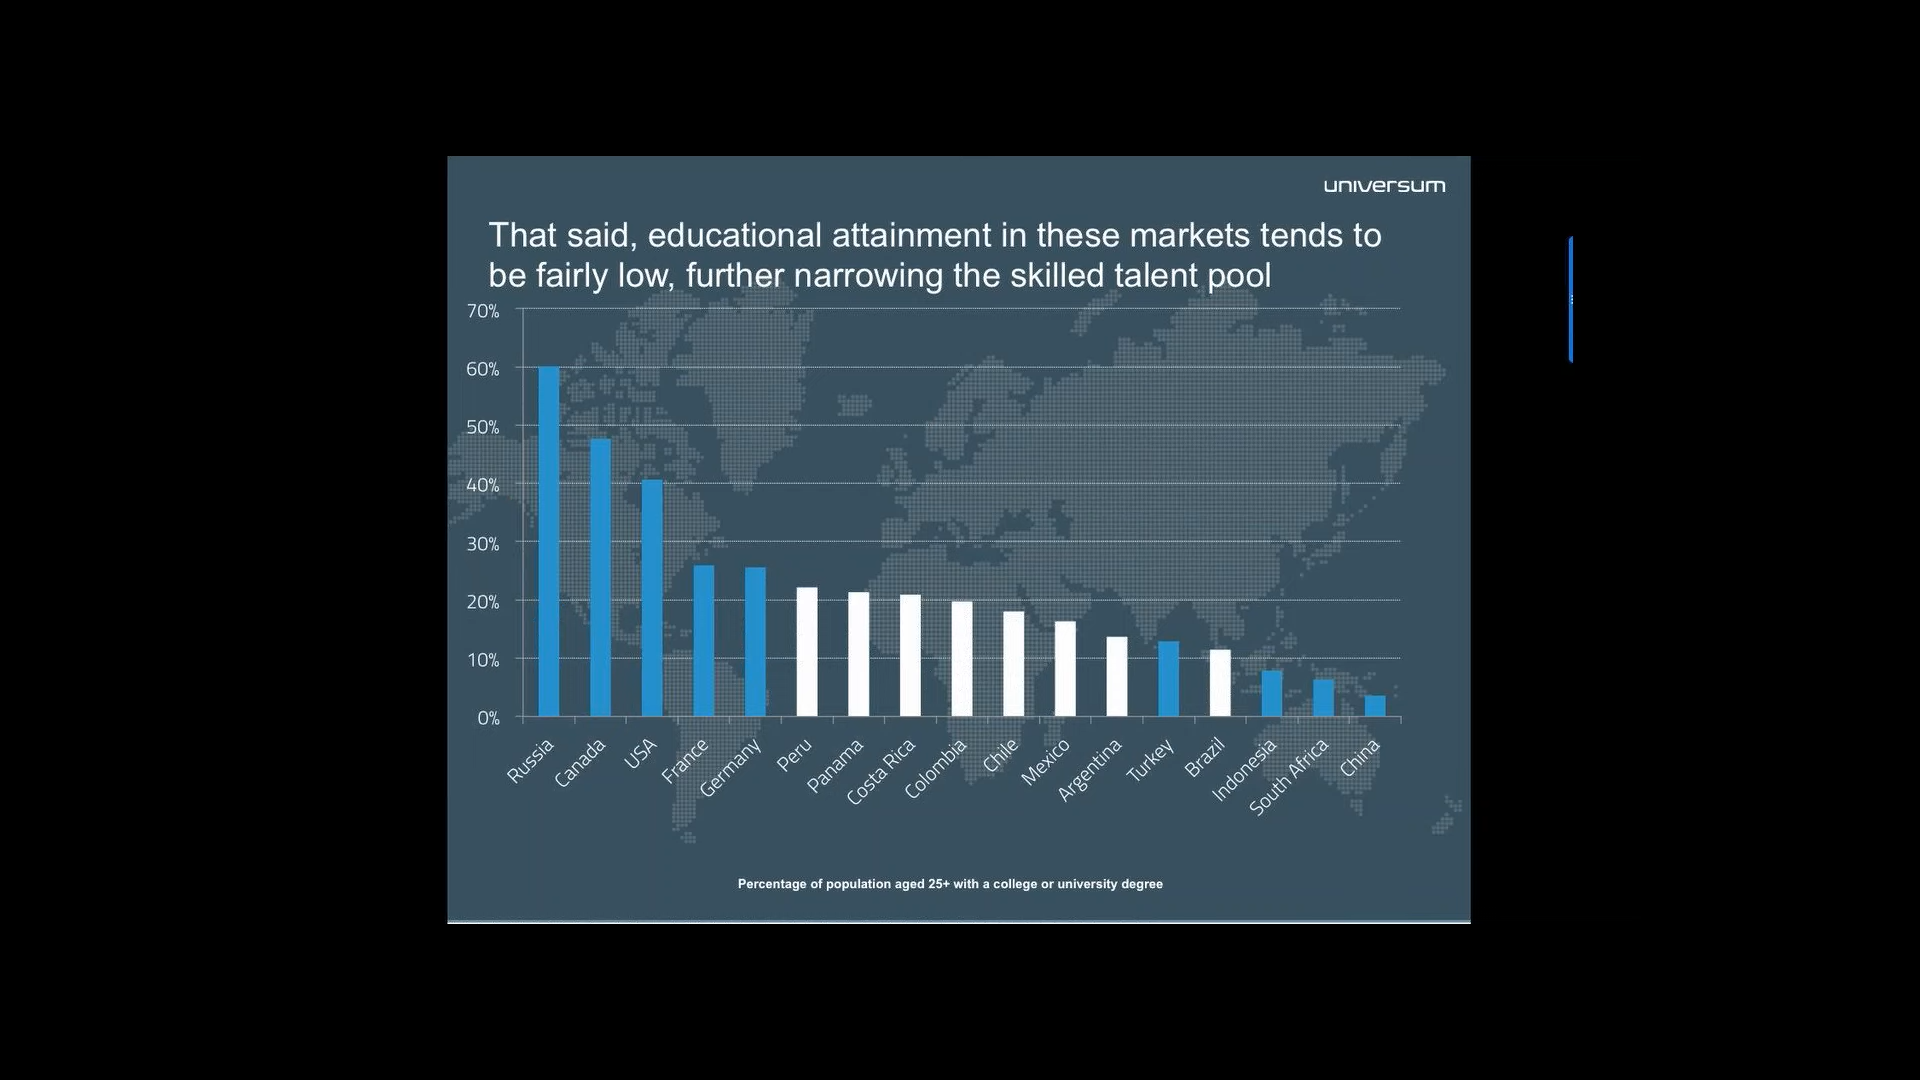 universum
That said, educational attainment in these markets tends to
be fairly low, further narrowing the skilled talent pool
70%
60%
50%
40%
30%
20%
10%
0%
Russia
Canada
USA
France
Germany
Peru
Panama
Costa Rica
Colombia
Chile
Mexico
Argentina
Turkey
Brazil
Indonesia
South Africa
China
Percentage of population aged 25+ with a college or university degree